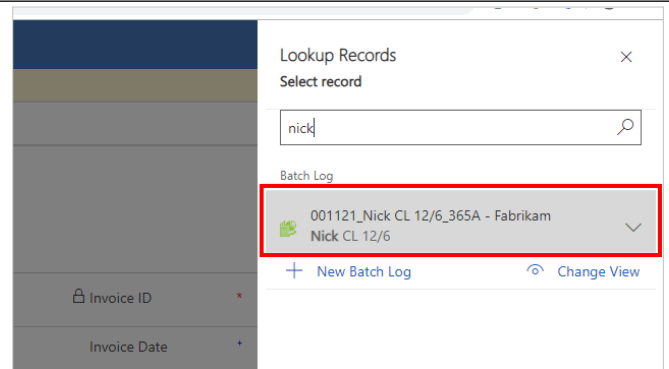 Lookup Records
Select record
nick
Batch Log
001121_Nick CL 12/6_365A - Fabrikam
Nick CL 12/6
New Batch Log
Change View
Invoice ID *
Invoice Date +